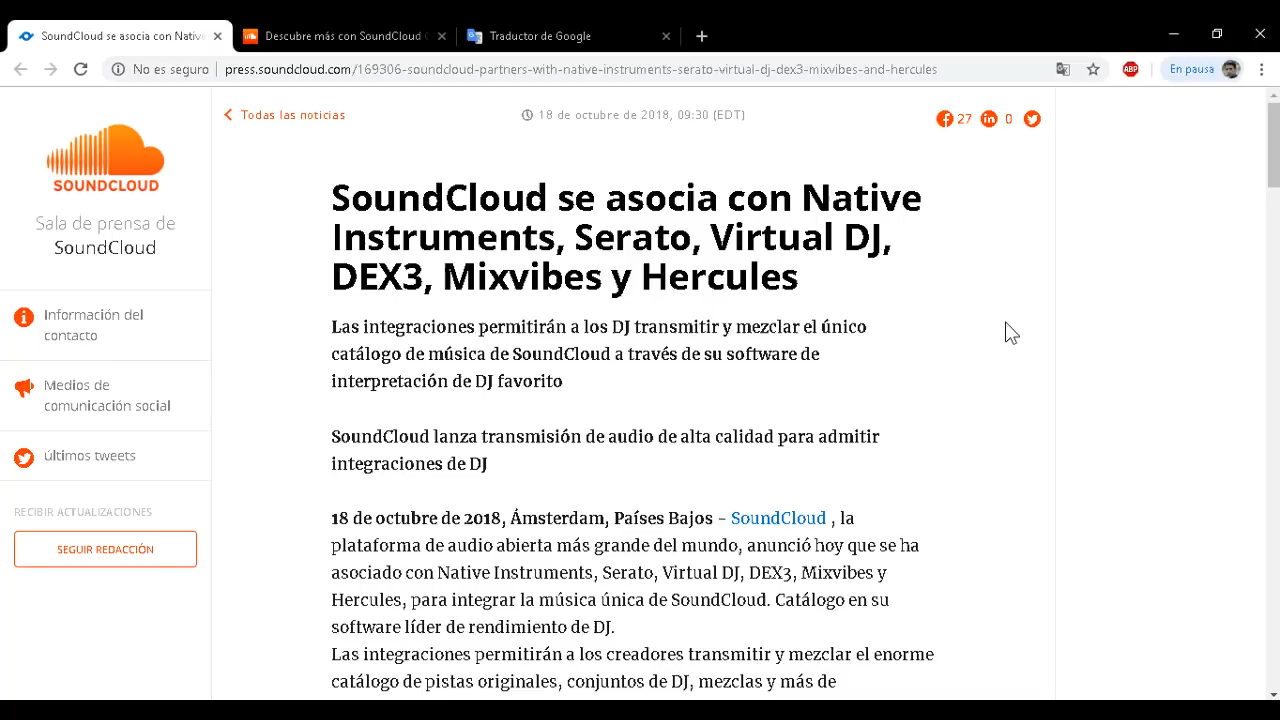 SoundCloud se asocia con Native
Descubre más con SoundCloud
Traductor de Google
No es seguro
press.soundcloud.com/169306-soundcloud-partners-with-native-instruments-serato-virtual-dj-dex3-mixvibes-and-hercules
ABP
En pausa
SOUNDCLOUD
Sala de prensa de
SoundCloud
Información del
contacto
Medios de
comunicación social
últimos tweets
RECIBIR ACTUALIZACIONES
SEGUIR REDACCIÓN
Todas las noticias
18 de octubre de 2018, 09:30 (EDT)
27
0
SoundCloud se asocia con Native
Instruments, Serato, Virtual DJ,
DEX3, Mixvibes y Hercules
Las integraciones permitirán a los DJ transmitir y mezclar el único
catálogo de música de SoundCloud a través de su software de
interpretación de DJ favorito
SoundCloud lanza transmisión de audio de alta calidad para admitir
integraciones de DJ
18 de octubre de 2018, Ámsterdam, Países Bajos - SoundCloud , la
plataforma de audio abierta más grande del mundo, anunció hoy que se ha
asociado con Native Instruments, Serato, Virtual DJ, DEX3, Mixvibes y
Hercules, para integrar la música única de SoundCloud. Catálogo en su
software líder de rendimiento de DJ.
Las integraciones permitirán a los creadores transmitir y mezclar el enorme
catálogo de pistas originales, conjuntos de DJ, mezclas y más de